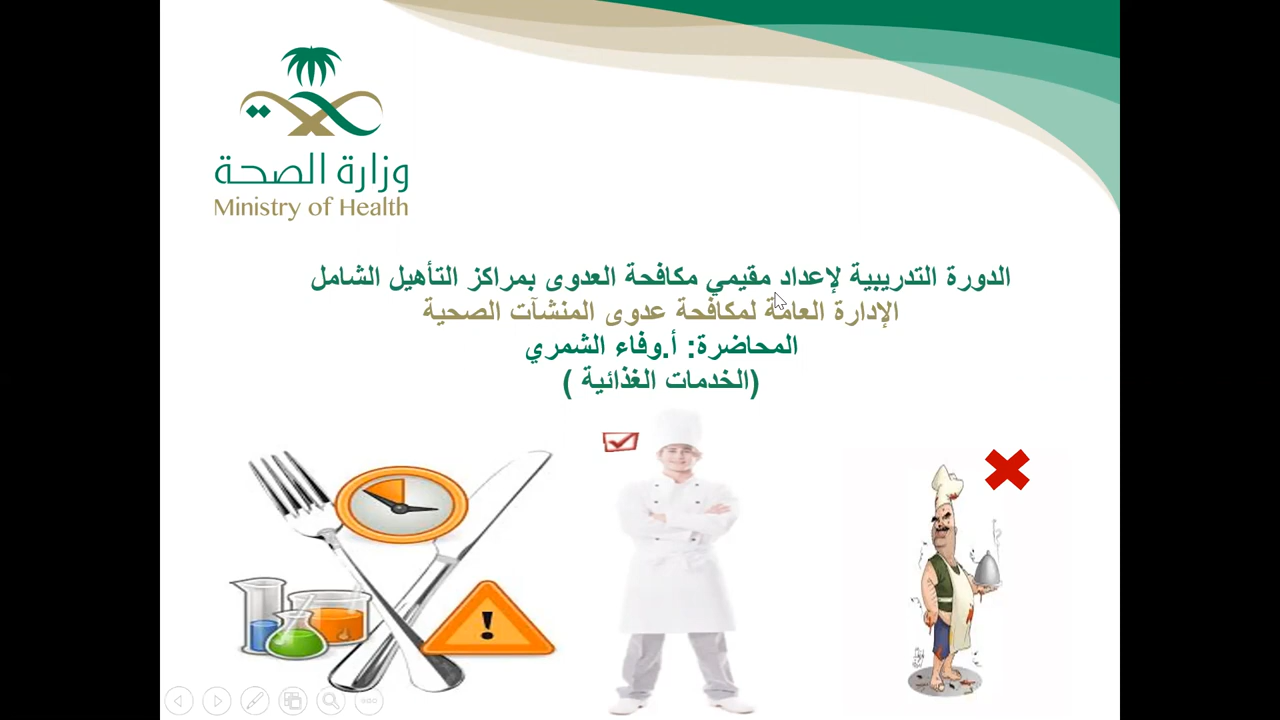 وزارة الصحة
Ministry of Health
الدورة التدريبية لإعداد مقيمي مكافحة العدوى بمراكز التأهيل الشامل
الإدارة العامة لمكافحة عدوى المنشآت الصحية
المحاضرة: أ.وفاء الشمري
(الخدمات الغذائية )